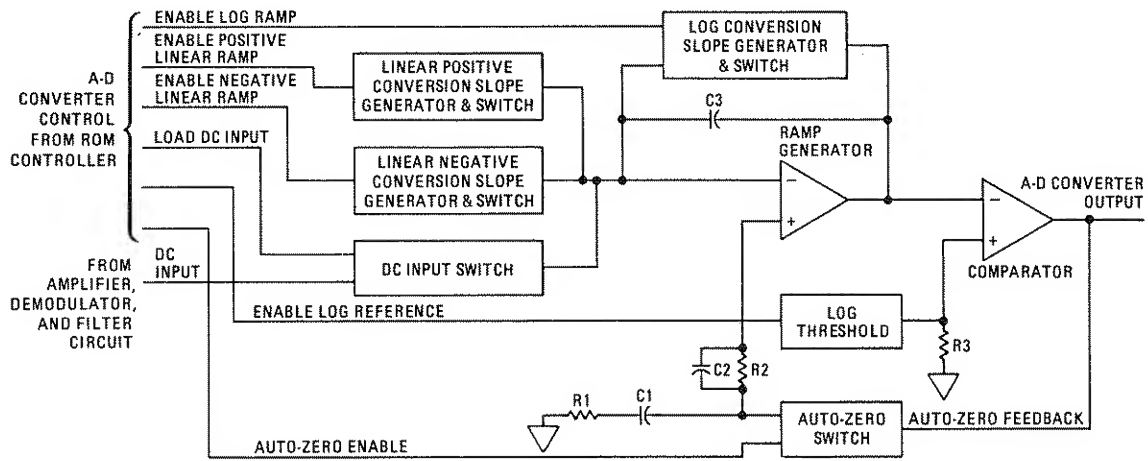 ENABLE LOG RAMP
ENABLE POSITIVE
LINEAR RAMP
ENABLE NEGATIVE
LINEAR RAMP
LOAD DC INPUT
A-D
CONVERTER
CONTROL
FROM ROM
CONTROLLER
LINEAR POSITIVE
CONVERSION SLOPE
GENERATOR & SWITCH
LINEAR NEGATIVE
CONVERSION SLOPE
GENERATOR & SWITCH
LOG CONVERSION
SLOPE GENERATOR
& SWITCH
C3
RAMP
GENERATOR
−
+
A-D CONVERTER
OUTPUT
−
+
COMPARATOR
DC
INPUT
DC INPUT SWITCH
FROM
AMPLIFIER,
DEMODULATOR,
AND FILTER
CIRCUIT
ENABLE LOG REFERENCE
LOG
THRESHOLD
R3
C2
R2
R1
C1
AUTO-ZERO
SWITCH
AUTO-ZERO FEEDBACK
AUTO-ZERO ENABLE